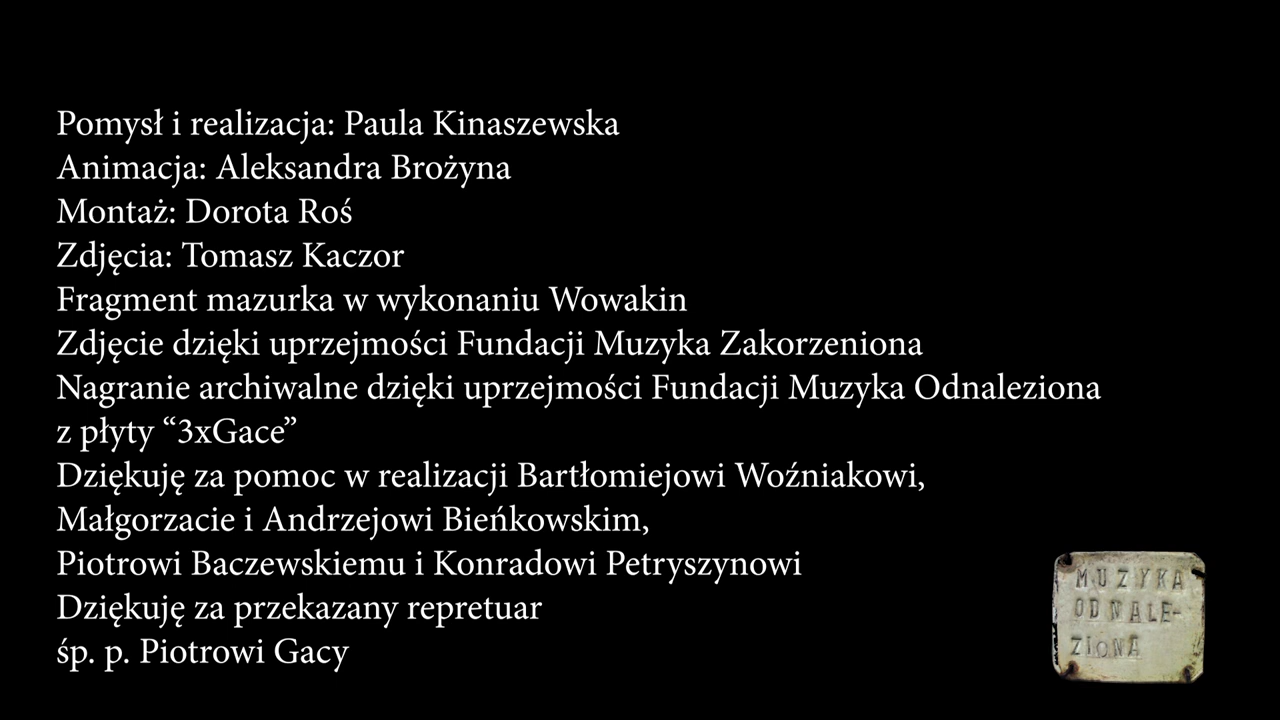 Pomysł i realizacja: Paula Kinaszewska
Animacja: Aleksandra Brożyna
Montaż: Dorota Roś
Zdjęcia: Tomasz Kaczor
Fragment mazurka w wykonaniu Wowakin
Zdjęcie dzięki uprzejmości Fundacji Muzyka Zakorzeniona
Nagranie archiwalne dzięki uprzejmości Fundacji Muzyka Odnaleziona
z płyty “3xGace”
Dziękuję za pomoc w realizacji Bartłomiejowi Woźniakowi,
Małgorzacie i Andrzejowi Bieńkowskim,
Piotrowi Baczewskiemu i Konradowi Petryszynowi
Dziękuję za przekazany repretuar
śp. p. Piotrowi Gacy
MUZYKA
ODNALE-
ZIONA